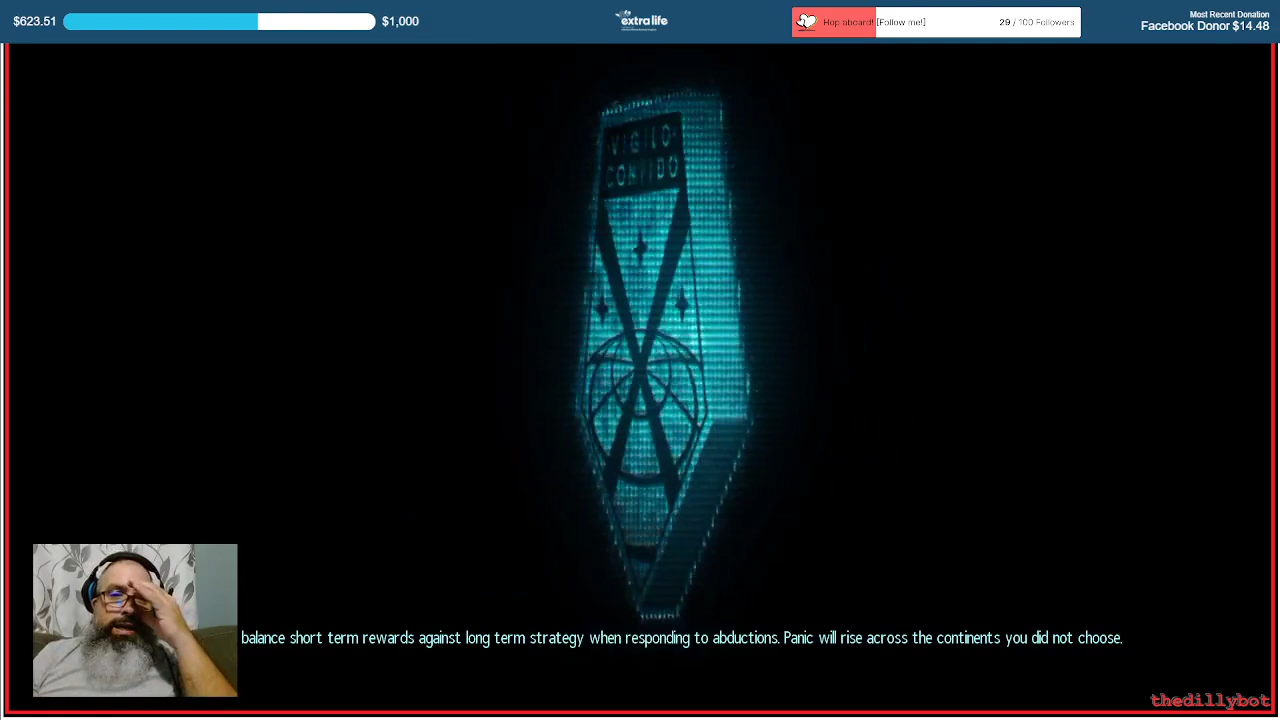 $623.51
$1,000
extra life
Hop aboard! [Follow me!]
29 / 100 Followers
Most Recent Donation
Facebook Donor $14.48
VIGILO
CONFIDO
balance short term rewards against long term strategy when responding to abductions. Panic will rise across the continents you did not choose.
thedillybot